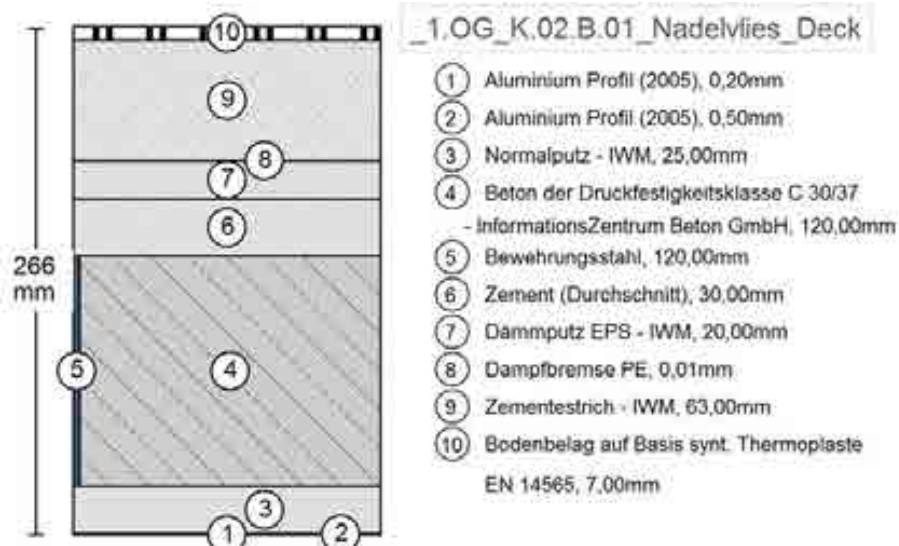 _1.OG_K.02.B.01_Nadelvlies_Deck
1 Aluminium Profil (2005), 0,20mm
2 Aluminium Profil (2005), 0,50mm
3 Normalputz - IWM, 25,00mm
4 Beton der Druckfestigkeitsklasse C 30/37
- InformationsZentrum Beton GmbH, 120,00mm
5 Bewehrungsstahl, 120,00mm
6 Zement (Durchschnitt), 30,00mm
7 Dämmputz EPS - IWM, 20,00mm
8 Dampfbremse PE, 0,01mm
9 Zementestrich - IWM, 63,00mm
10 Bodenbelag auf Basis synt. Thermoplaste
EN 14565, 7,00mm
10
9
8
7
6
266
mm
5
4
3
1
2